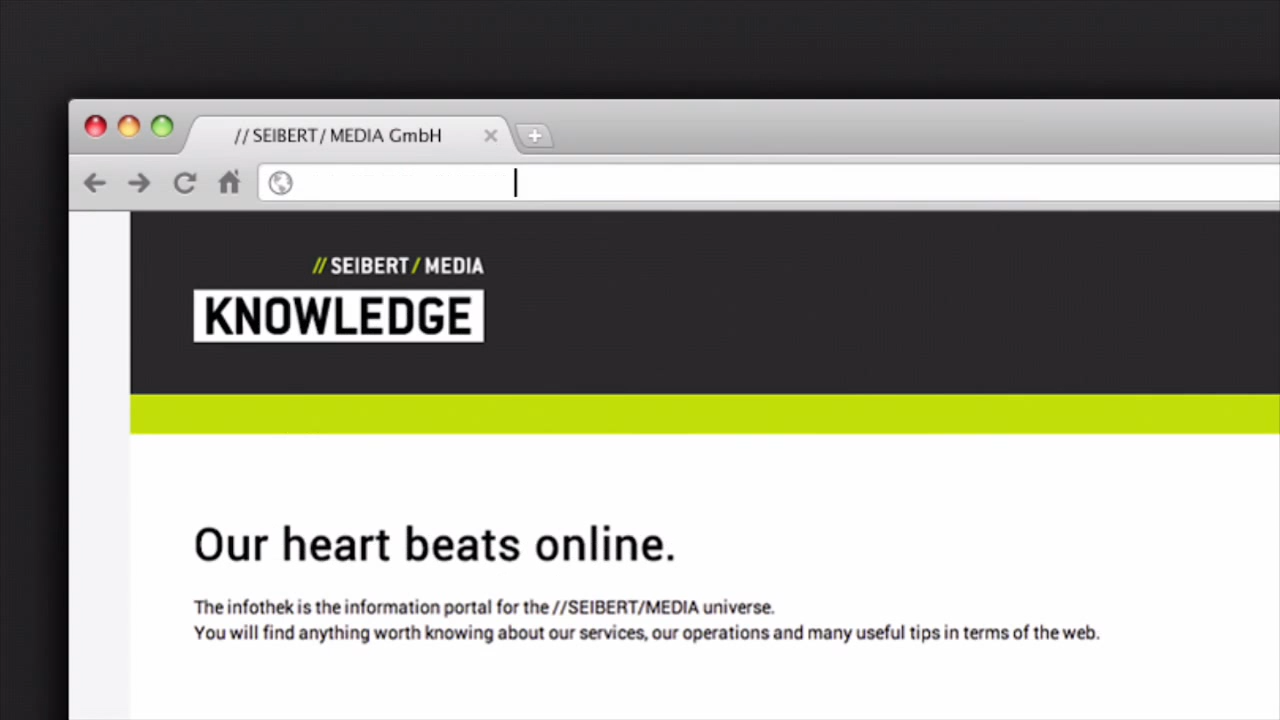 // SEIBERT / MEDIA GmbH
// SEIBERT / MEDIA
KNOWLEDGE
Our heart beats online.
The infothek is the information portal for the //SEIBERT/MEDIA universe.
You will find anything worth knowing about our services, our operations and many useful tips in terms of the web.